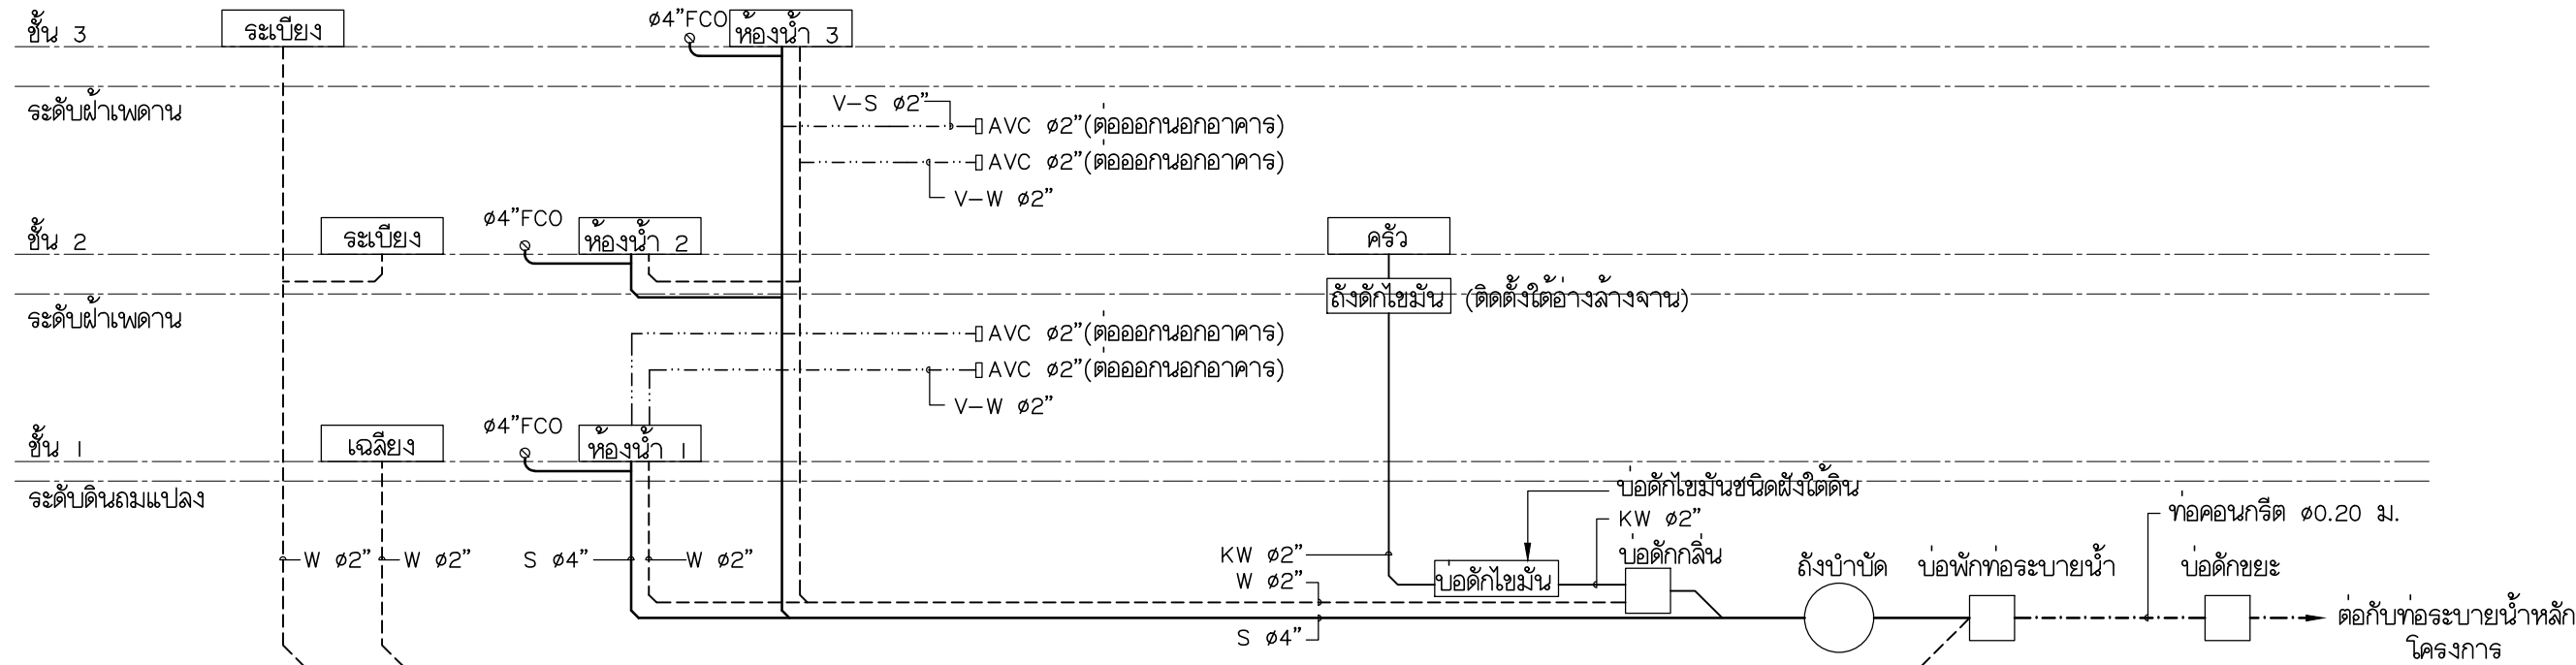 ชั้น 3
ระเบียง
ø4"FCO
ห้องน้ำ 3
ระดับฝ้าเพดาน
V-S ø2"
AVC ø2"(ต่อออกนอกอาคาร)
AVC ø2"(ต่อออกนอกอาคาร)
V-W ø2"
ชั้น 2
ระเบียง
ø4"FCO
ห้องน้ำ 2
ครัว
ถังดักไขมัน (ติดตั้งใต้อ่างล้างจาน)
ระดับฝ้าเพดาน
AVC ø2"(ต่อออกนอกอาคาร)
AVC ø2"(ต่อออกนอกอาคาร)
V-W ø2"
ชั้น 1
เฉลียง
ø4"FCO
ห้องน้ำ 1
ระดับดินถมแปลง
บ่อดักไขมันชนิดฝังใต้ดิน
KW ø2"
ท่อคอนกรีต ø0.20 ม.
W ø2"
W ø2"
S ø4"
W ø2"
KW ø2"
W ø2"
S ø4"
บ่อดักไขมัน
บ่อดักกลิ่น
ถังบำบัด
บ่อพักท่อระบายน้ำ
บ่อดักขยะ
ต่อกับท่อระบายน้ำหลัก
โครงการ